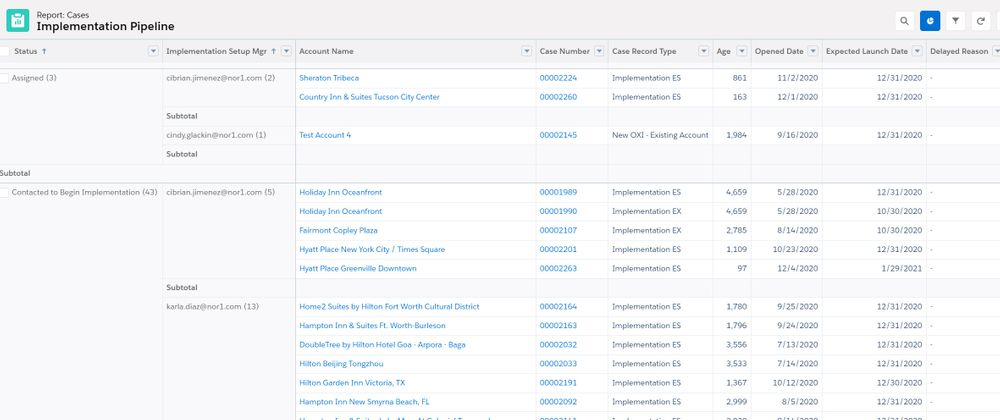 Report: Cases
Implementation Pipeline
Status ↑ Implementation Setup Mgr ↑ Account Name Case Number Case Record Type Age Opened Date Expected Launch Date Delayed Reason
Assigned (3) cibrian.jimenez@nor1.com (2) Sheraton Tribeca 00002224 Implementation ES 861 11/2/2020 12/31/2020 -
Country Inn & Suites Tucson City Center 00002260 Implementation ES 163 12/1/2020 12/31/2020 -
Subtotal
cindy.glackin@nor1.com (1) Test Account 4 00002145 New OXI - Existing Account 1,984 9/16/2020 12/31/2020 -
Subtotal
Subtotal
Contacted to Begin Implementation (43) cibrian.jimenez@nor1.com (5) Holiday Inn Oceanfront 00001989 Implementation ES 4,659 5/28/2020 12/31/2020 -
Holiday Inn Oceanfront 00001990 Implementation EX 4,659 5/28/2020 10/30/2020 -
Fairmont Copley Plaza 00002107 Implementation EX 2,785 8/14/2020 10/30/2020 -
Hyatt Place New York City / Times Square 00002201 Implementation ES 1,109 10/23/2020 12/31/2020 -
Hyatt Place Greenville Downtown 00002263 Implementation ES 97 12/4/2020 1/29/2021 -
Subtotal
karla.diaz@nor1.com (13) Home2 Suites by Hilton Fort Worth Cultural District 00002164 Implementation ES 1,780 9/25/2020 12/31/2020 -
Hampton Inn & Suites Ft. Worth-Burleson 00002163 Implementation ES 1,796 9/24/2020 12/31/2020 -
DoubleTree by Hilton Hotel Goa - Arpora - Baga 00002032 Implementation ES 3,556 7/13/2020 12/31/2020 -
Hilton Beijing Tongzhou 00002033 Implementation ES 3,533 7/14/2020 12/31/2020 -
Hilton Garden Inn Victoria, TX 00002191 Implementation ES 1,367 10/12/2020 12/30/2020 -
Hampton Inn New Smyrna Beach, FL 00002092 Implementation ES 2,999 8/5/2020 12/31/2020 -